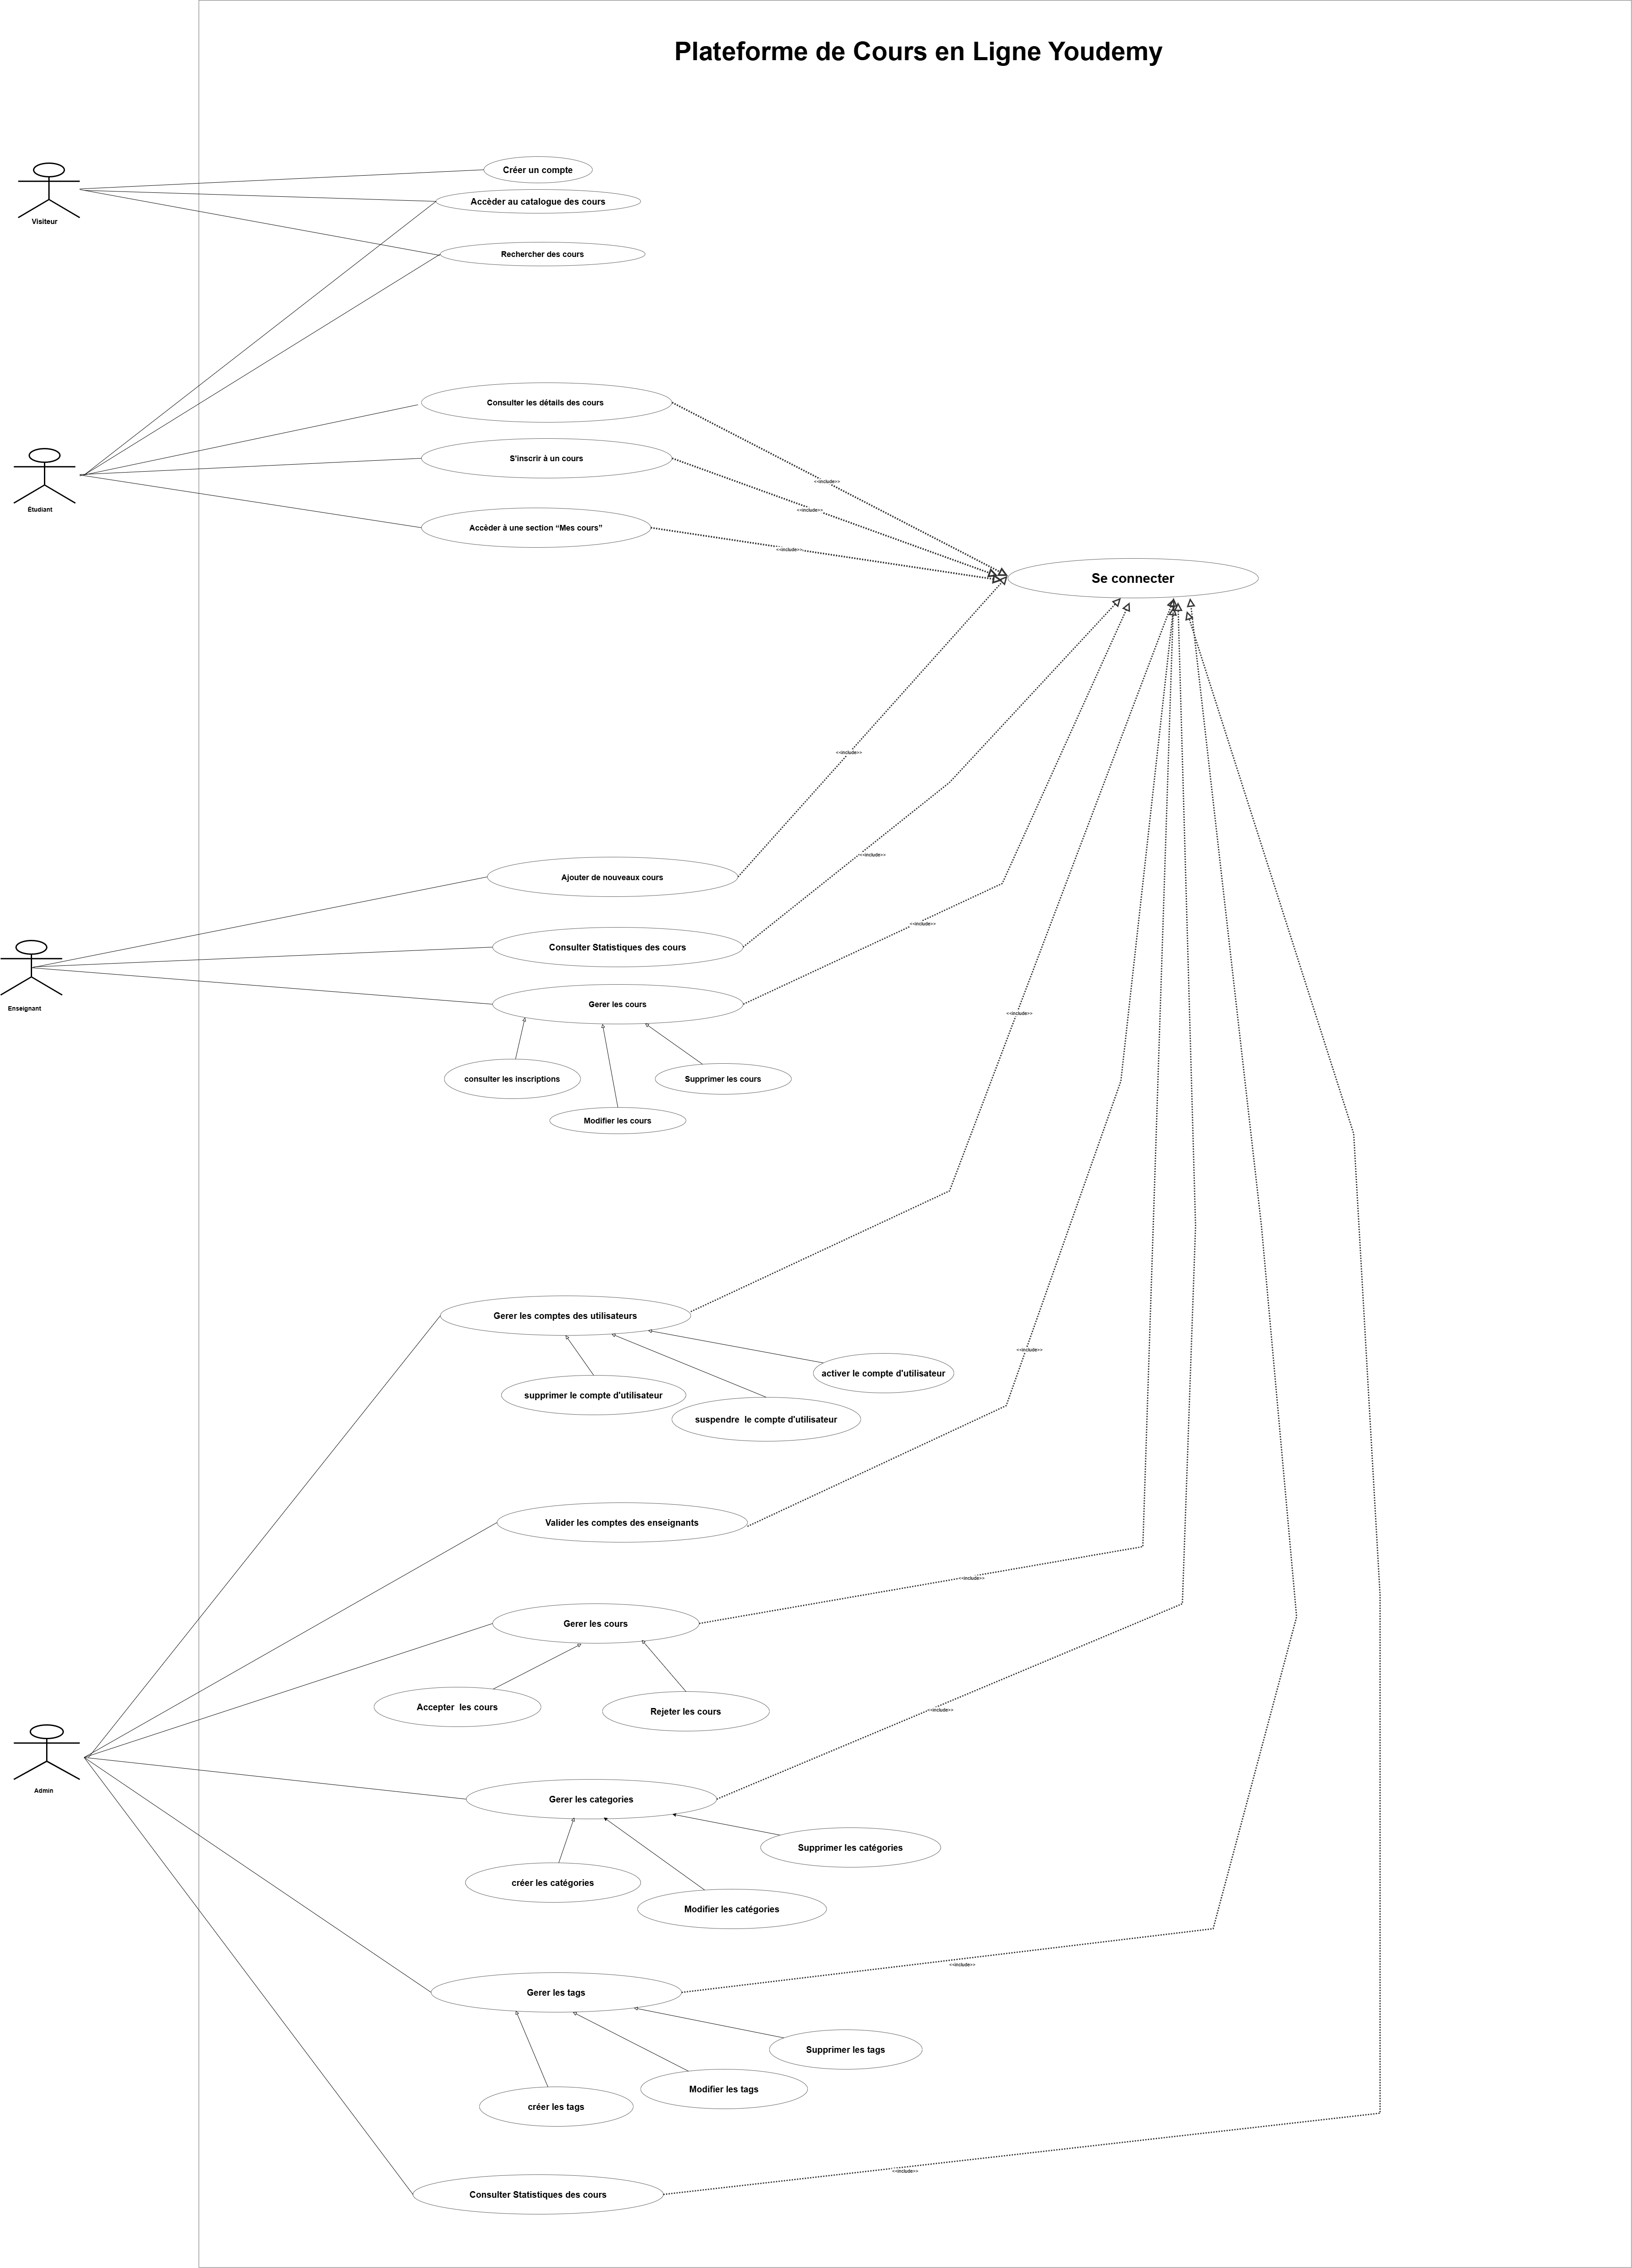 Plateforme de Cours en Ligne Youdemy
Créer un compte
Accèder au catalogue des cours
Visiteur
Rechercher des cours
Consulter les détails des cours
S'inscrir à un cours
<<include>>
Étudiant
<<include>>
Accèder à une section “Mes cours”
<<include>>
Se connecter
<<include>>
<<include>>
Ajouter de nouveaux cours
<<include>>
Consulter Statistiques des cours
Enseignant
Gerer les cours
<<include>>
consulter les inscriptions
Supprimer les cours
Modifier les cours
Gerer les comptes des utilisateurs
<<include>>
activer le compte d'utilisateur
supprimer le compte d'utilisateur
suspendre  le compte d'utilisateur
Valider les comptes des enseignants
<<include>>
Gerer les cours
Accepter  les cours
Rejeter les cours
<<include>>
Admin
Gerer les categories
Supprimer les catégories
créer les catégories
Modifier les catégories
<<include>>
Gerer les tags
Supprimer les tags
Modifier les tags
créer les tags
<<include>>
Consulter Statistiques des cours